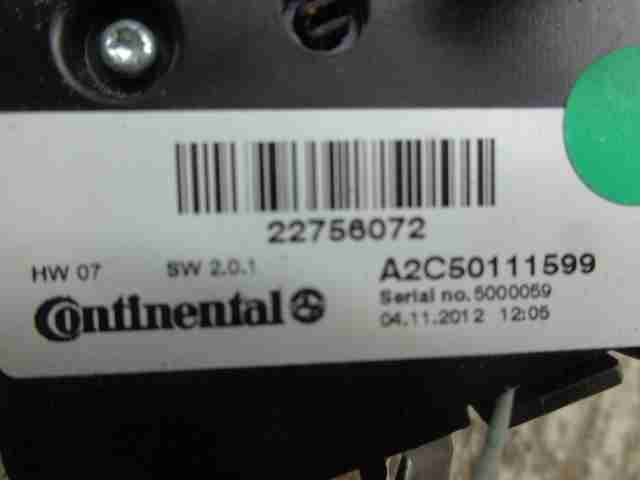 22756072
HW 07 SW 2.0.1 A2C50111599
Serial no.5000059
Continental
04.11.2012 12:05